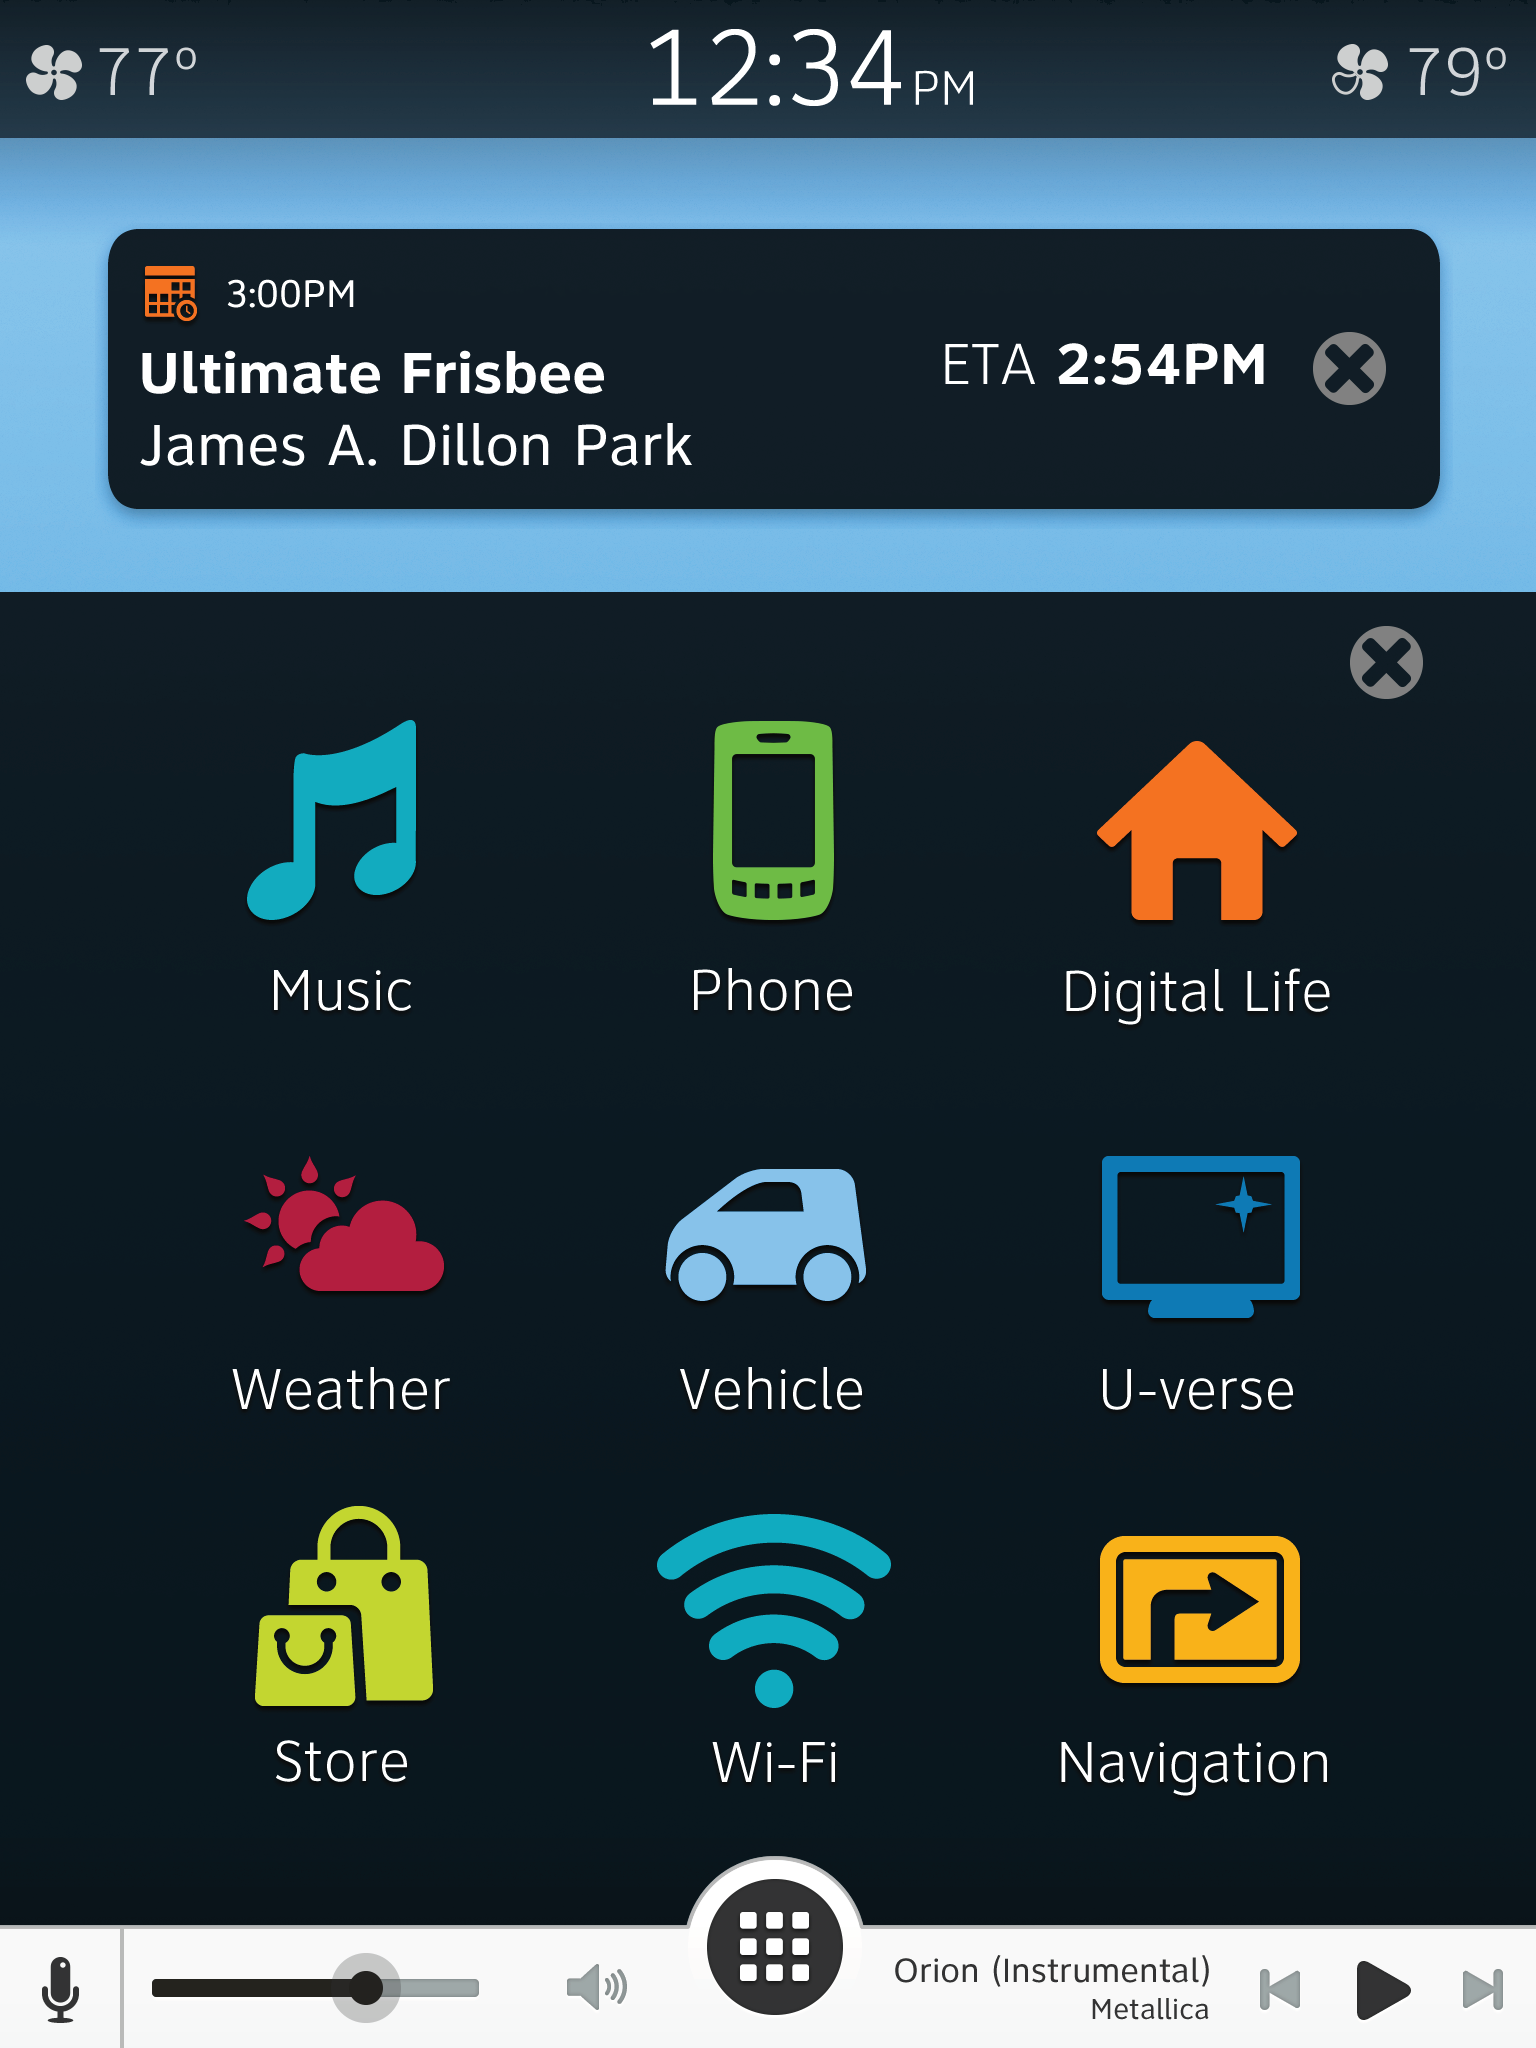 77°
12:34 PM
79°
3:00PM
Ultimate Frisbee
James A. Dillon Park
ETA 2:54PM
Music
Phone
Digital Life
Weather
Vehicle
U-verse
Store
Wi-Fi
Navigation
Orion (Instrumental)
Metallica